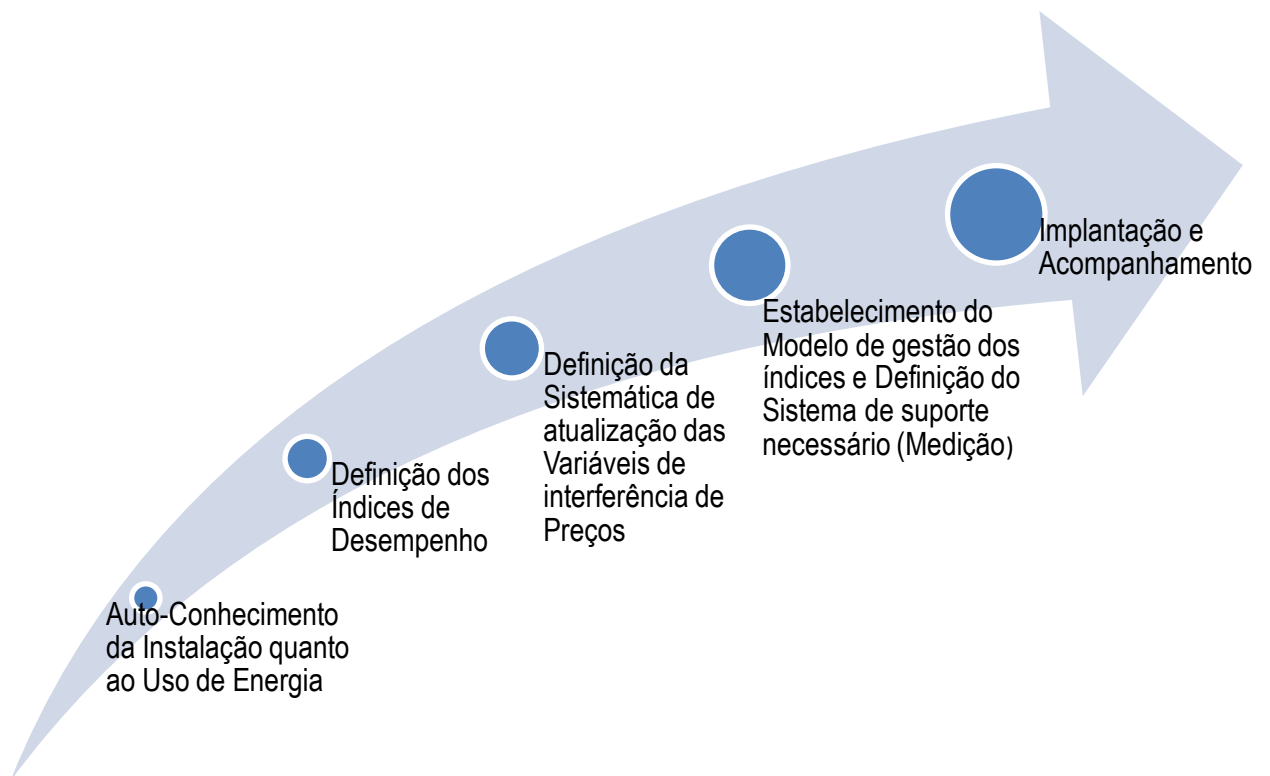 Auto-Conhecimento
da Instalação quanto
ao Uso de Energia
Definição dos
Índices de
Desempenho
Definição da
Sistemática de
atualização das
Variáveis de
interferência de
Preços
Estabelecimento do
Modelo de gestão dos
índices e Definição do
Sistema de suporte
necessário (Medição)
Implantação e
Acompanhamento